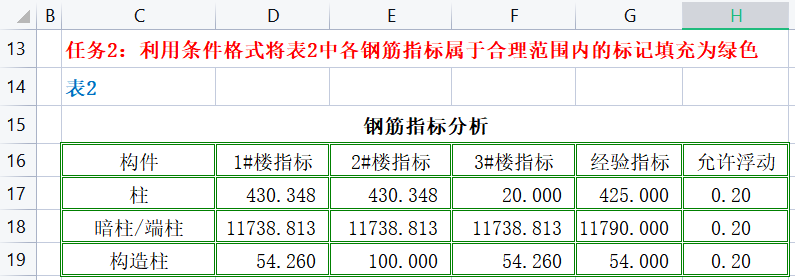 B C D E F G H
13 任务2：利用条件格式将表2中各钢筋指标属于合理范围内的标记填充为绿色
14 表2
15 钢筋指标分析
16 构件 1#楼指标 2#楼指标 3#楼指标 经验指标 允许浮动
17 柱 430.348 430.348 20.000 425.000 0.20
18 暗柱/端柱 11738.813 11738.813 11738.813 11790.000 0.20
19 构造柱 54.260 100.000 54.260 54.000 0.20